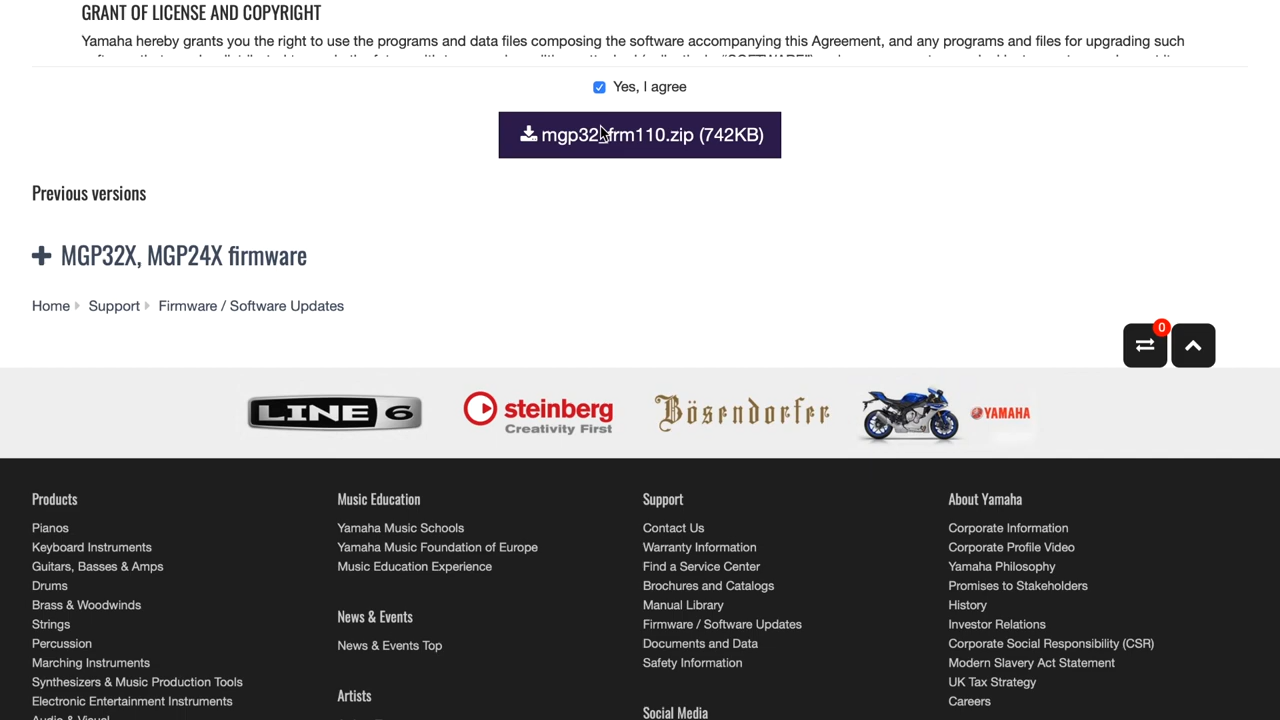 GRANT OF LICENSE AND COPYRIGHT
Yamaha hereby grants you the right to use the programs and data files composing the software accompanying this Agreement, and any programs and files for upgrading such
Yes, I agree
mgp32_frm110.zip (742KB)
Previous versions
MGP32X, MGP24X firmware
Home Support Firmware / Software Updates
0
LINE 6
steinberg
Creativity First
Bösendorfer
YAMAHA
Products
Pianos
Keyboard Instruments
Guitars, Basses & Amps
Drums
Brass & Woodwinds
Strings
Percussion
Marching Instruments
Synthesizers & Music Production Tools
Electronic Entertainment Instruments
Audio & Visual
Music Education
Yamaha Music Schools
Yamaha Music Foundation of Europe
Music Education Experience
News & Events
News & Events Top
Artists
Support
Contact Us
Warranty Information
Find a Service Center
Brochures and Catalogs
Manual Library
Firmware / Software Updates
Documents and Data
Safety Information
Social Media
About Yamaha
Corporate Information
Corporate Profile Video
Yamaha Philosophy
Promises to Stakeholders
History
Investor Relations
Corporate Social Responsibility (CSR)
Modern Slavery Act Statement
UK Tax Strategy
Careers